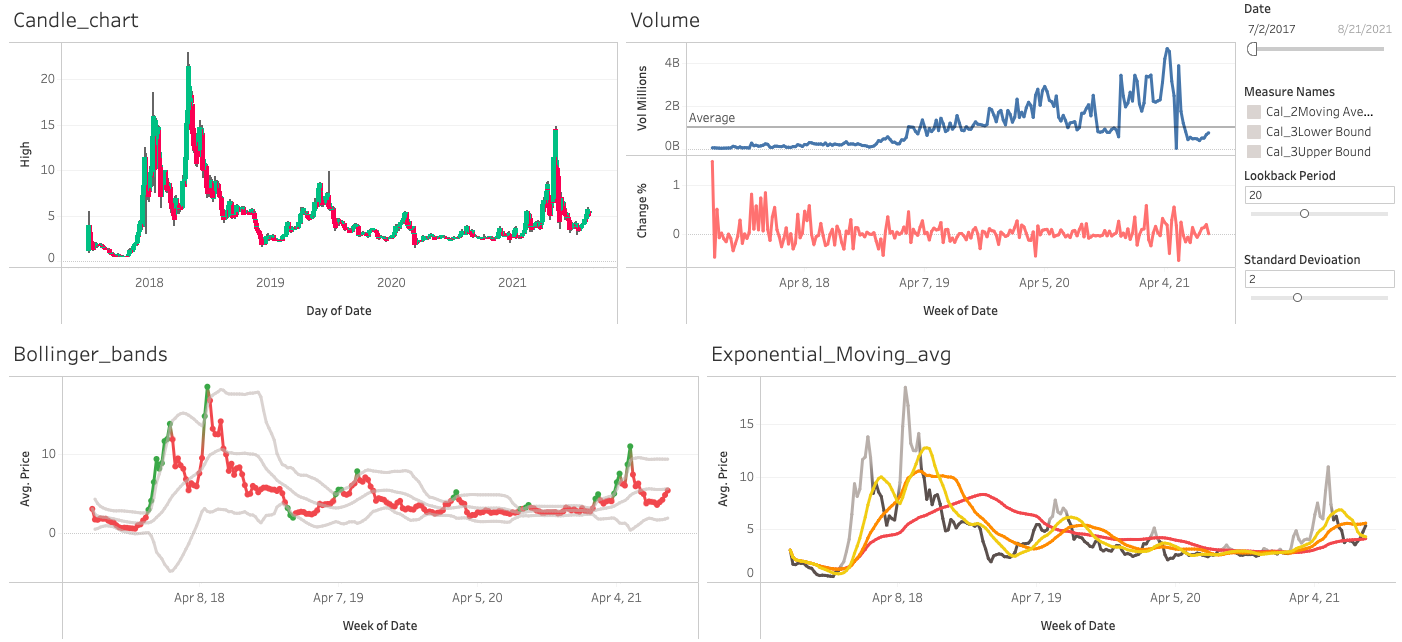 Candle_chart
20
15
10
5
0
High
2018
2019
2020
2021
Day of Date
Volume
4B
2B
0B
Average
Vol Millions
1
0
Change %
Apr 8, 18
Apr 7, 19
Apr 5, 20
Apr 4, 21
Week of Date
Date
7/2/2017
8/21/2021
Measure Names
Cal_2Moving Ave...
Cal_3Lower Bound
Cal_3Upper Bound
Lookback Period
20
Standard Devioation
2
Bollinger_bands
10
0
Avg. Price
Apr 8, 18
Apr 7, 19
Apr 5, 20
Apr 4, 21
Week of Date
Exponential_Moving_avg
15
10
5
0
Avg. Price
Apr 8, 18
Apr 7, 19
Apr 5, 20
Apr 4, 21
Week of Date